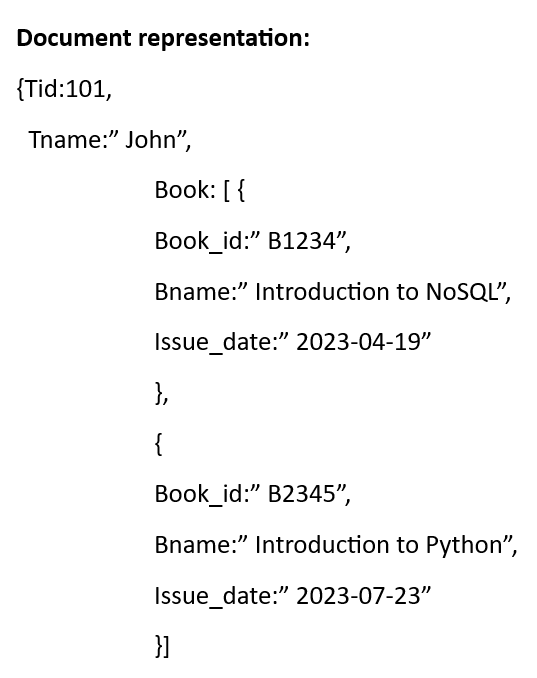 Document representation:
{Tid:101,
Tname:” John”,
Book: [ {
Book_id:” B1234”,
Bname:” Introduction to NoSQL”,
Issue_date:” 2023-04-19”
},
{
Book_id:” B2345”,
Bname:” Introduction to Python”,
Issue_date:” 2023-07-23”
}]